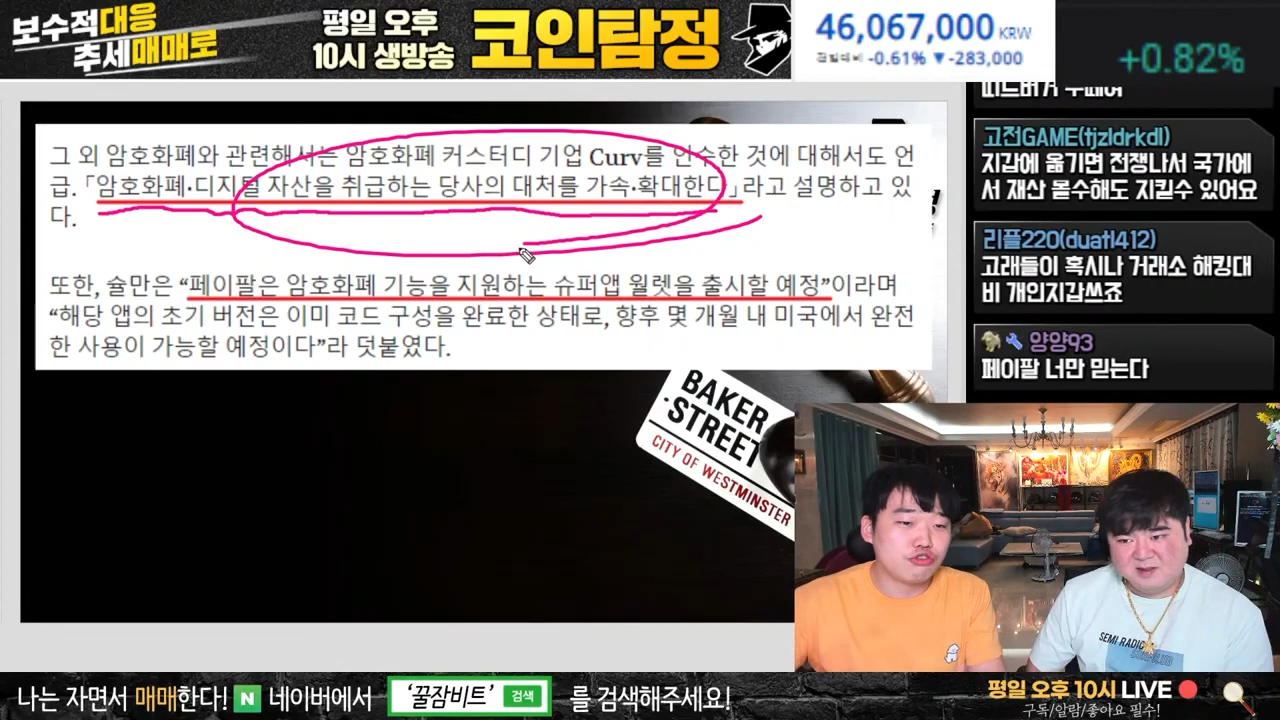 보수적대응
추세매매로
평일 오후
10시 생방송
코인탐정
46,067,000 KRW
전일대비 -0.61% ▼-283,000
+0.82%
고전GAME(tjzldrkdl)
지갑에 옮기면 전쟁나서 국가에
서 재산 몰수해도 지킬수 있어요
리플220(duatl412)
고래들이 혹시나 거래소 해킹대
비 개인지갑쓰죠
양양93
페이팔 너만 믿는다
그 외 암호화폐와 관련해서는 암호화폐 커스터디 기업 Curv를 인수한 것에 대해서도 언
급. 「암호화폐·디지털 자산을 취급하는 당사의 대처를 가속·확대한다」라고 설명하고 있
다.
또한, 슐만은 “페이팔은 암호화폐 기능을 지원하는 슈퍼앱 월렛을 출시할 예정”이라며
“해당 앱의 초기 버전은 이미 코드 구성을 완료한 상태로, 향후 몇 개월 내 미국에서 완전
한 사용이 가능할 예정이다”라 덧붙였다.
BAKER
STREET
CITY OF WESTMINSTER
나는 자면서 매매한다! N 네이버에서 ‘꿀잠비트’ 검색 를 검색해주세요!
평일 오후 10시 LIVE
구독/알람/좋아요 필수!